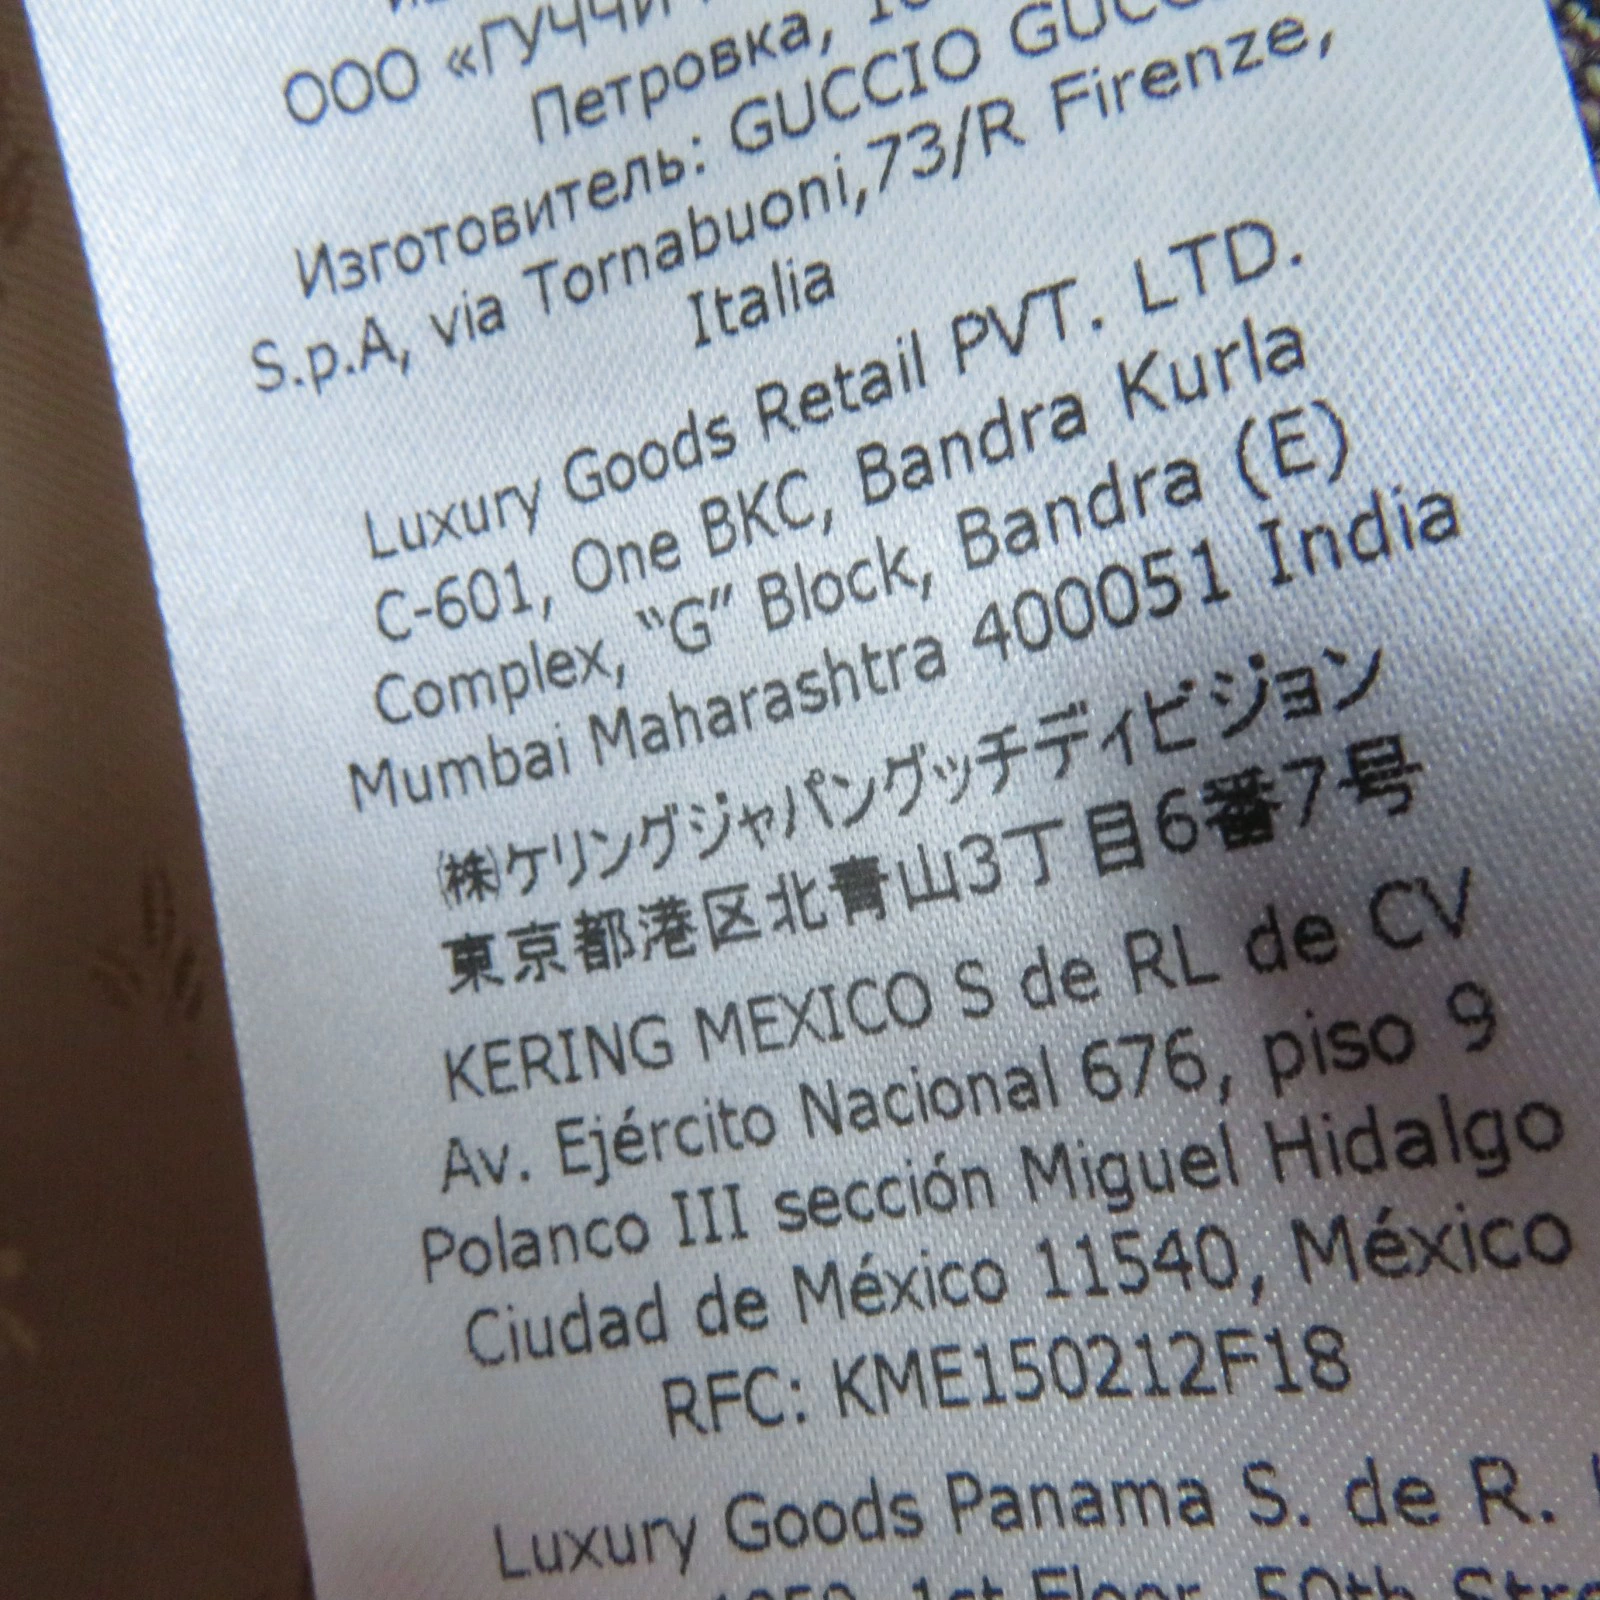 ООО «ГУЧЧИ
Петровка,
Изготовитель: GUCCIO
S.p.A, via Tornabuoni,73/R Firenze,
Italia
Luxury Goods Retail PVT. LTD.
C-601, One BKC, Bandra Kurla
Complex, “G” Block, Bandra (E)
Mumbai Maharashtra 400051 India
㈱ケリングジャパングッチディビジョン
東京都港区北青山3丁目6番7号
KERING MEXICO S de RL de CV
Av. Ejército Nacional 676, piso 9
Polanco III sección Miguel Hidalgo
Ciudad de México 11540, México
RFC: KME150212F18
Luxury Goods Panama S. de R.
1st Floor, 50th